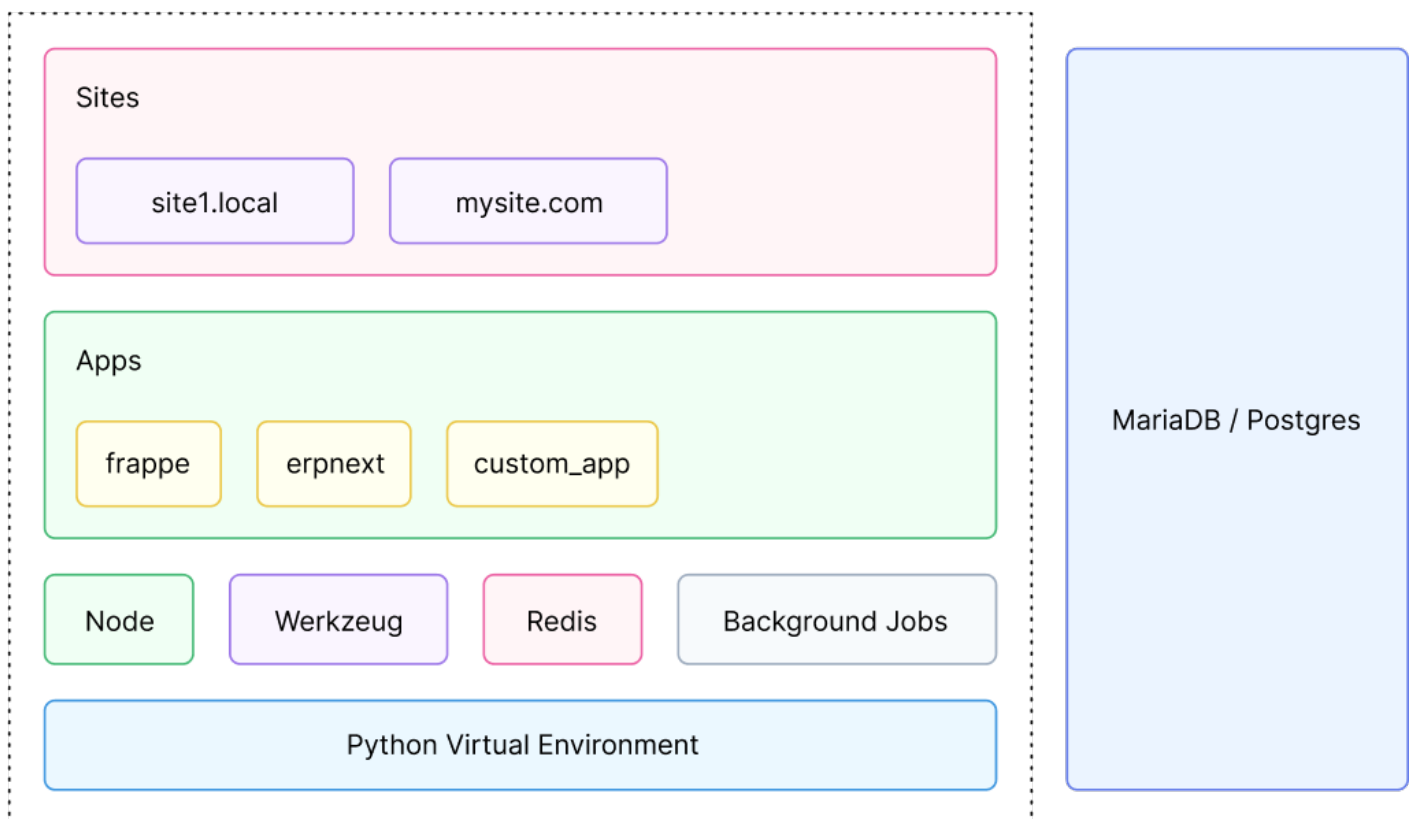 Sites
site1.local
mysite.com
Apps
frappe
erpnext
custom_app
Node
Werkzeug
Redis
Background Jobs
Python Virtual Environment
MariaDB / Postgres